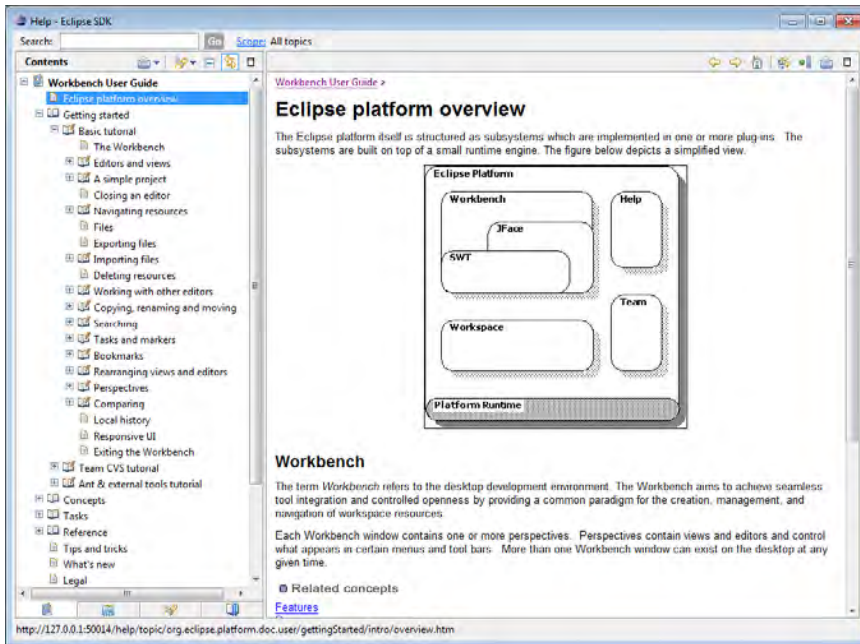 Help - Eclipse SDK
Search:
Go
Scope: All topics
Contents
Workbench User Guide
Eclipse platform overview
Getting started
Basic tutorial
The Workbench
Editors and views
A simple project
Closing an editor
Navigating resources
Files
Exporting files
Importing files
Deleting resources
Working with other editors
Copying, renaming and moving
Searching
Tasks and markers
Bookmarks
Rearranging views and editors
Perspectives
Comparing
Local history
Responsive UI
Exiting the Workbench
Team CVS tutorial
Ant & external tools tutorial
Concepts
Tasks
Reference
Tips and tricks
What's new
Legal
Workbench User Guide >
Eclipse platform overview
The Eclipse platform itself is structured as subsystems which are implemented in one or more plug-ins. The
subsystems are built on top of a small runtime engine. The figure below depicts a simplified view.
Eclipse Platform
Workbench
Help
JFace
SWT
Team
Workspace
Platform Runtime
Workbench
The term Workbench refers to the desktop development environment. The Workbench aims to achieve seamless
tool integration and controlled openness by providing a common paradigm for the creation, management, and
navigation of workspace resources.
Each Workbench window contains one or more perspectives. Perspectives contain views and editors and control
what appears in certain menus and tool bars. More than one Workbench window can exist on the desktop at any
given time.
Related concepts
Features
http://127.0.0.1:50014/help/topic/org.eclipse.platform.doc.user/gettingStarted/intro/overview.htm